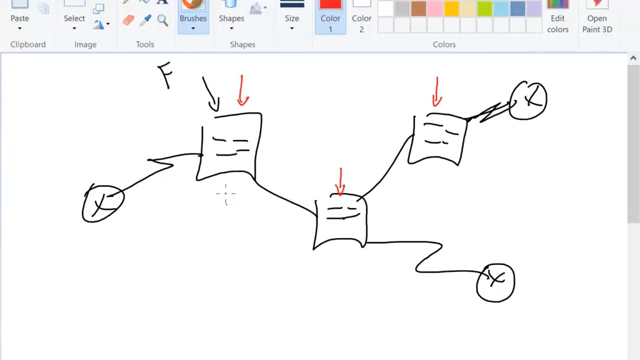 Paste
Select
Brushes
Shapes
Size
Color
1
Color
2
Edit
colors
Open
Paint 3D
Clipboard
Image
Tools
Shapes
Colors
F
X
X
X